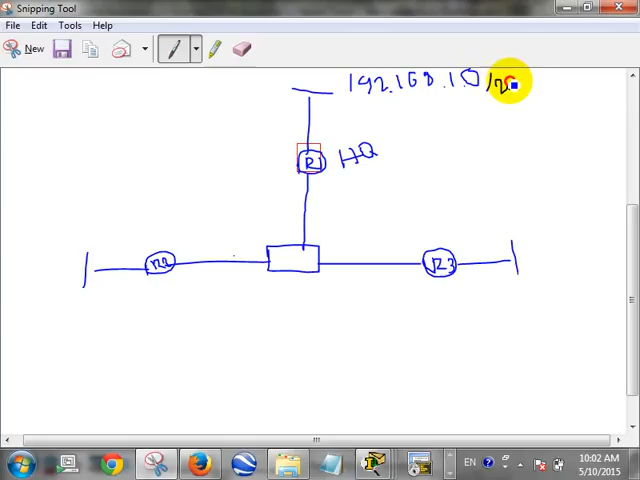 Snipping Tool
File Edit Tools Help
New
192.168.1.0/2
R1 HQ
R2
R3
EN
10:02 AM
5/10/2015